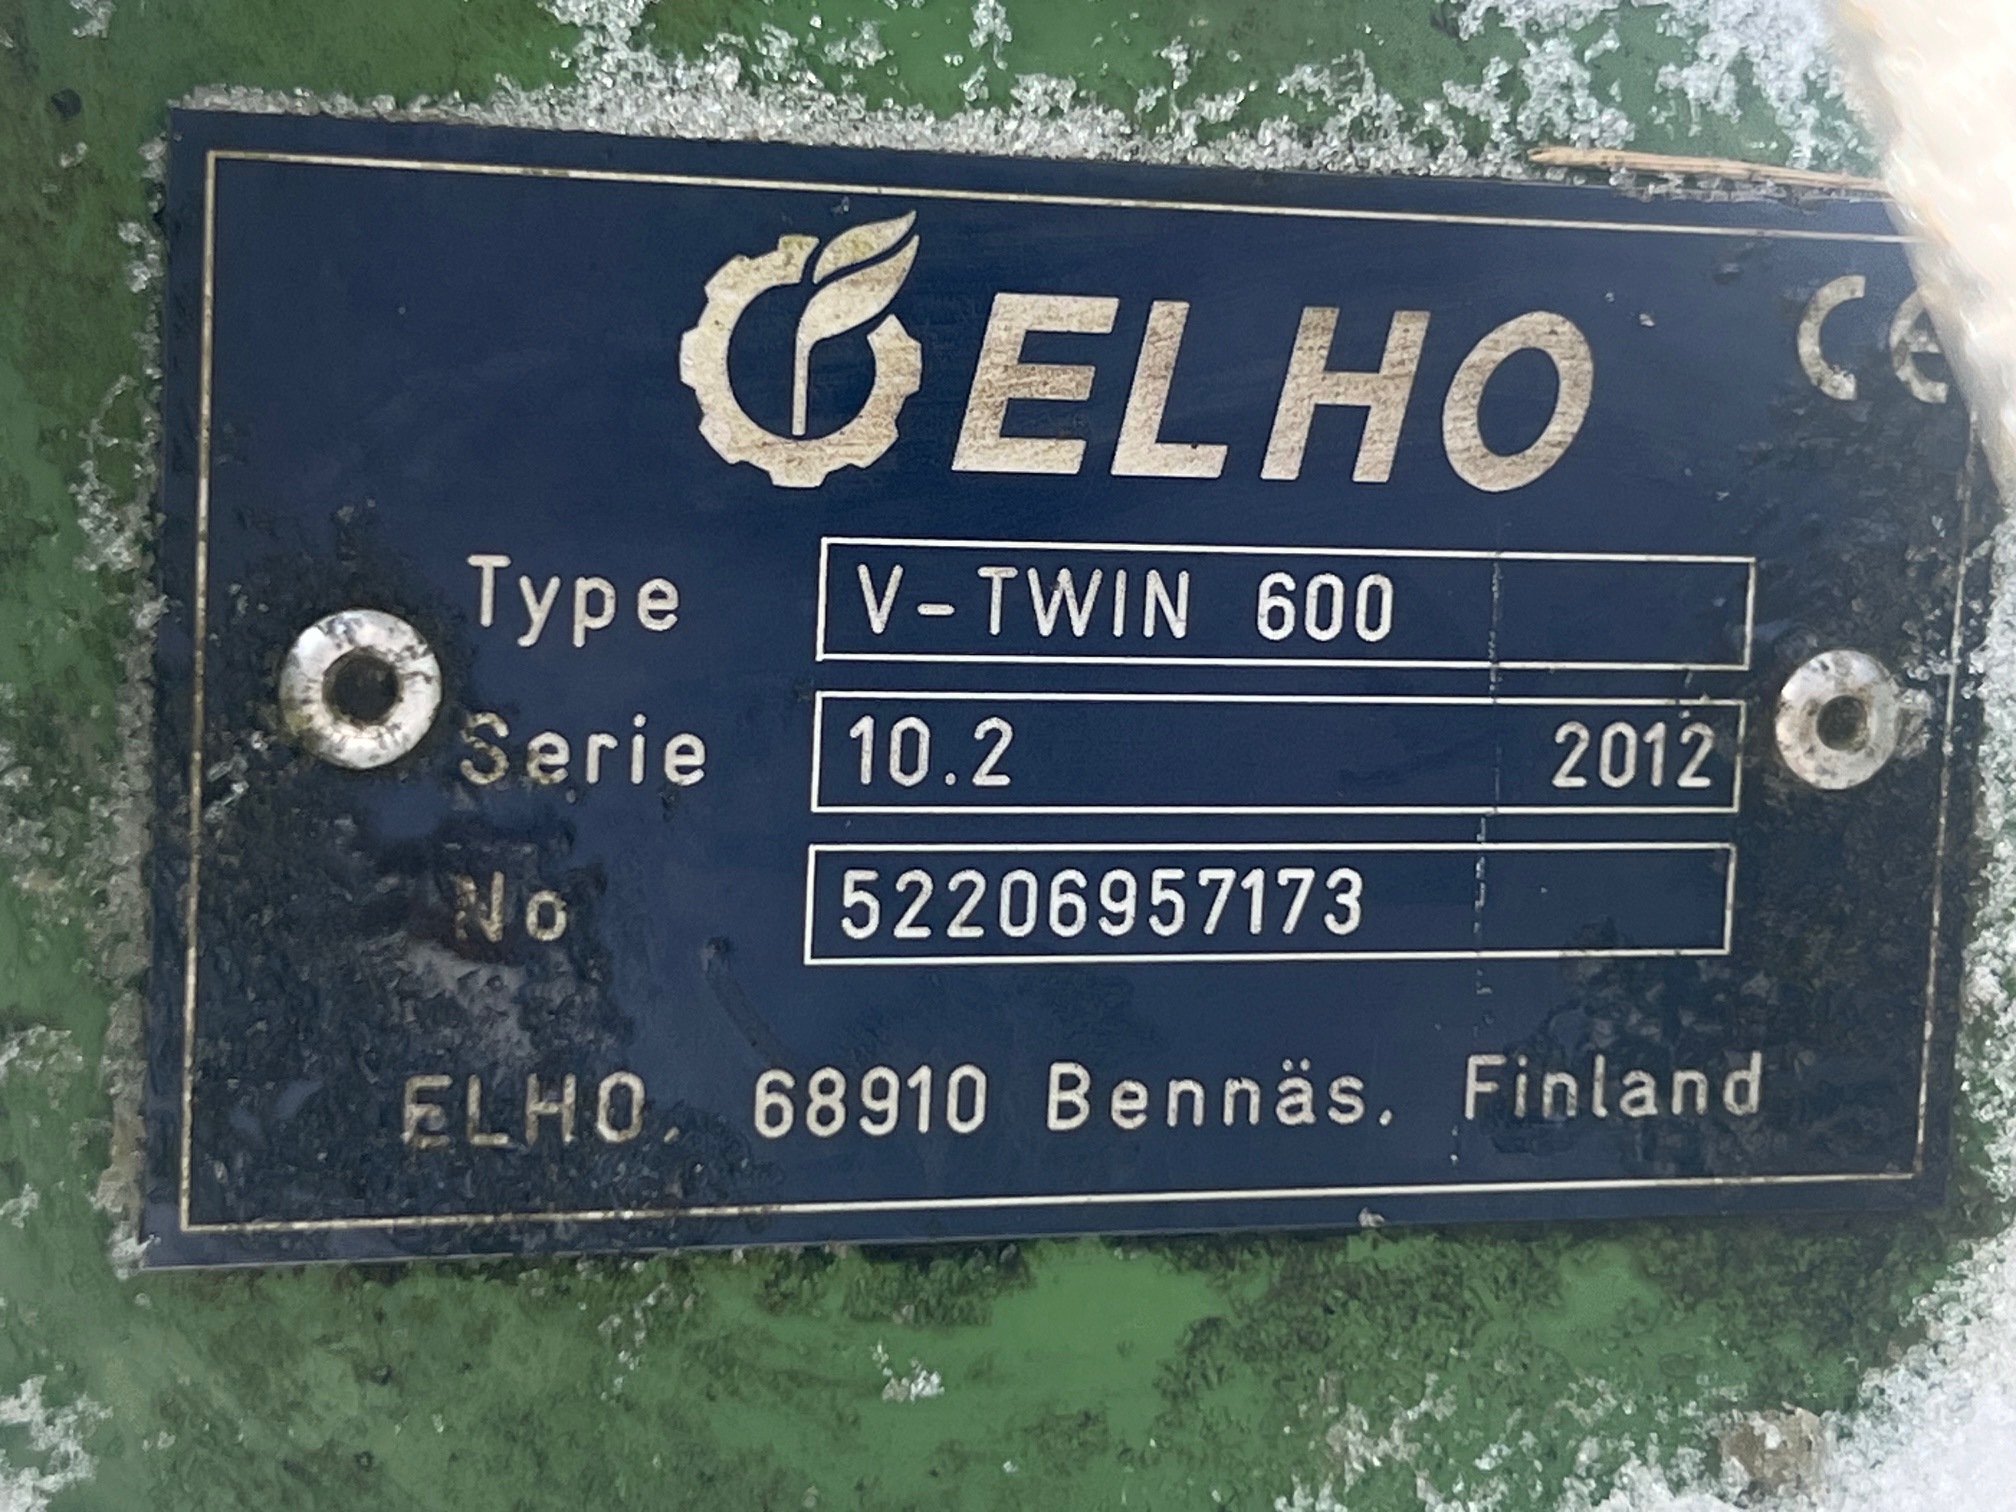 ELHO
CE
Type V-TWIN 600
Serie 10.2 2012
No 52206957173
ELHO. 68910 Bennäs. Finland